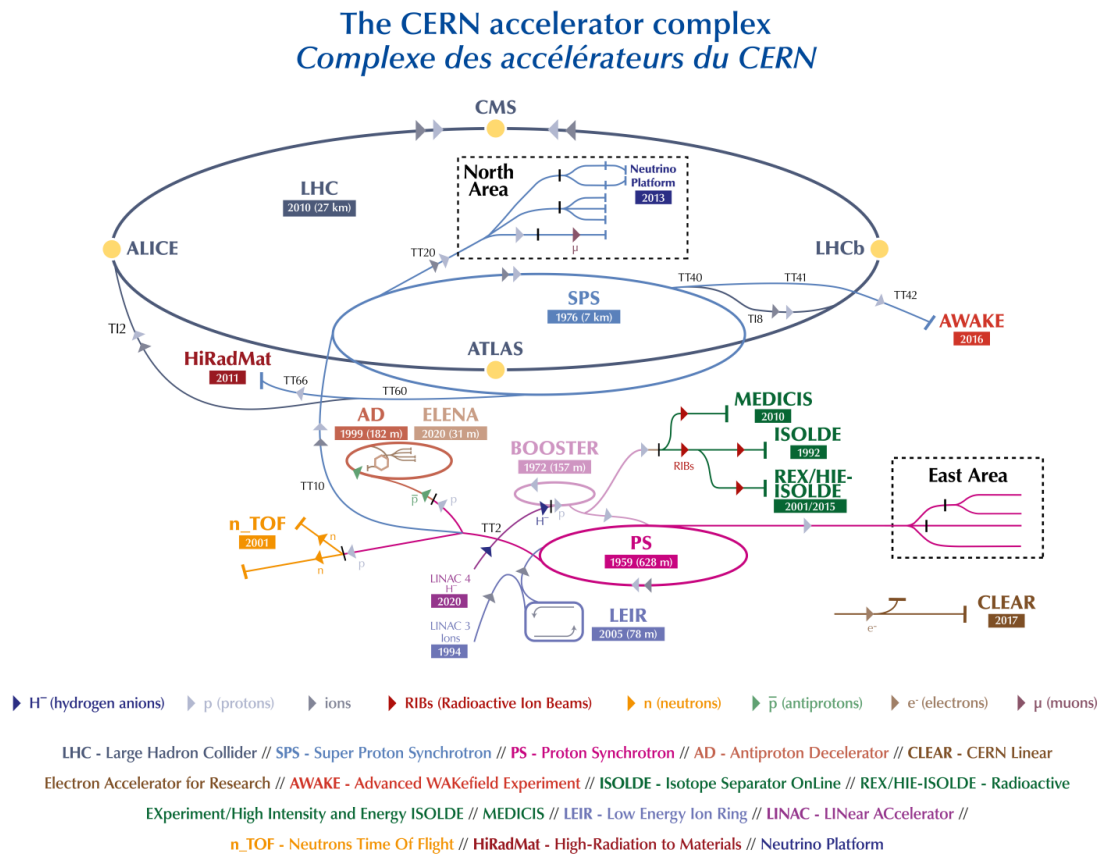 The CERN accelerator complex
Complexe des accélérateurs du CERN
CMS
North
Area
Neutrino
Platform
2013
LHC
2010 (27 km)
μ
ALICE
LHCb
TT20
TT40
TT41
TT42
SPS
1976 (7 km)
TI8
AWAKE
2016
TI2
HiRadMat
2011
ATLAS
TT66
TT60
AD
1999 (182 m)
ELENA
2020 (31 m)
MEDICIS
2010
BOOSTER
1972 (157 m)
ISOLDE
1992
RIBs
REX/HIE-
ISOLDE
2001/2015
East Area
TT10
p̅
p
H⁻
p
TT2
n_TOF
2001
n
n
p
PS
1959 (628 m)
LINAC 4
H⁻
2020
LINAC 3
Ions
1994
LEIR
2005 (78 m)
CLEAR
2017
e⁻
H⁻ (hydrogen anions)
p (protons)
ions
RIBs (Radioactive Ion Beams)
n (neutrons)
p̅ (antiprotons)
e⁻ (electrons)
μ (muons)
LHC - Large Hadron Collider // SPS - Super Proton Synchrotron // PS - Proton Synchrotron // AD - Antiproton Decelerator // CLEAR - CERN Linear
Electron Accelerator for Research // AWAKE - Advanced WAKefield Experiment // ISOLDE - Isotope Separator OnLine // REX/HIE-ISOLDE - Radioactive
EXperiment/High Intensity and Energy ISOLDE // MEDICIS // LEIR - Low Energy Ion Ring // LINAC - LINear ACcelerator //
n_TOF - Neutrons Time Of Flight // HiRadMat - High-Radiation to Materials // Neutrino Platform